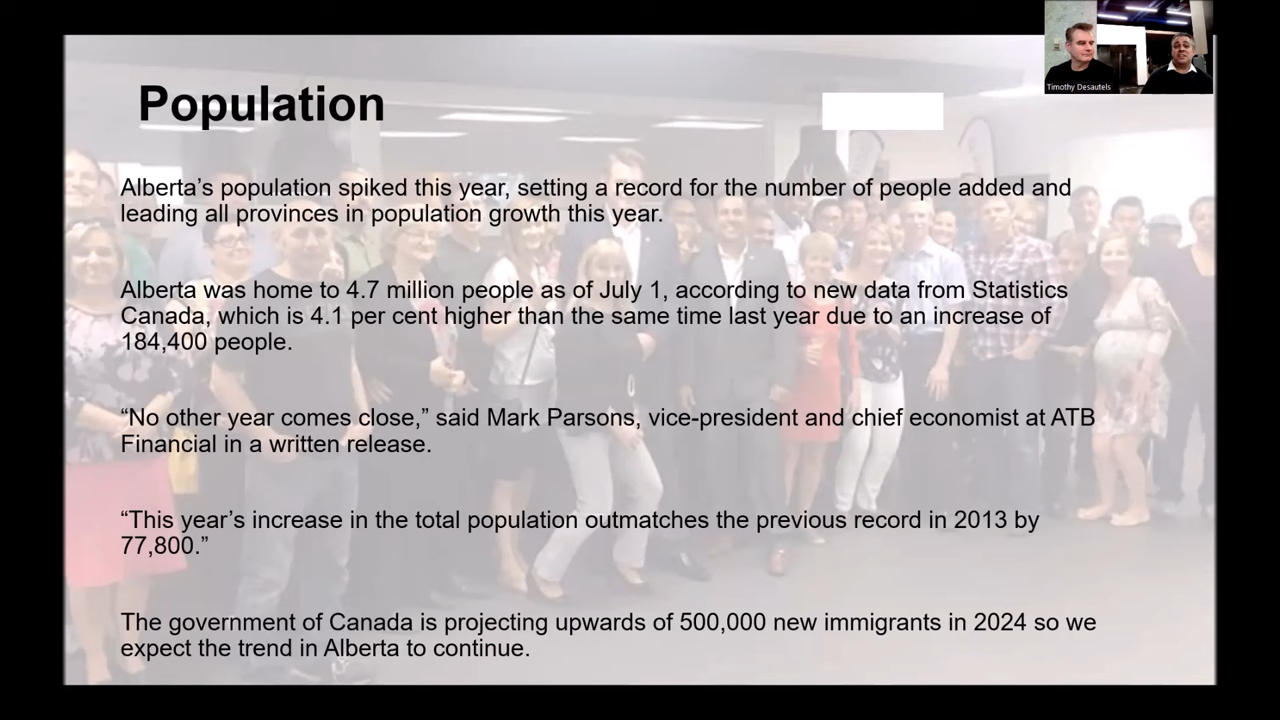 Timothy Desautels
Population
Alberta’s population spiked this year, setting a record for the number of people added and
leading all provinces in population growth this year.
Alberta was home to 4.7 million people as of July 1, according to new data from Statistics
Canada, which is 4.1 per cent higher than the same time last year due to an increase of
184,400 people.
“No other year comes close,” said Mark Parsons, vice-president and chief economist at ATB
Financial in a written release.
“This year’s increase in the total population outmatches the previous record in 2013 by
77,800.”
The government of Canada is projecting upwards of 500,000 new immigrants in 2024 so we
expect the trend in Alberta to continue.